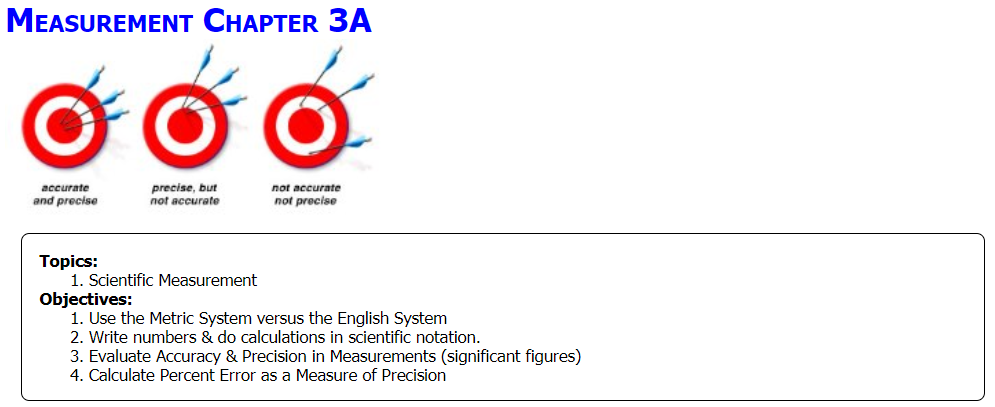 Measurement Chapter 3A
accurate and precise
precise, but not accurate
not accurate not precise
Topics:
1. Scientific Measurement
Objectives:
1. Use the Metric System versus the English System
2. Write numbers & do calculations in scientific notation.
3. Evaluate Accuracy & Precision in Measurements (significant figures)
4. Calculate Percent Error as a Measure of Precision